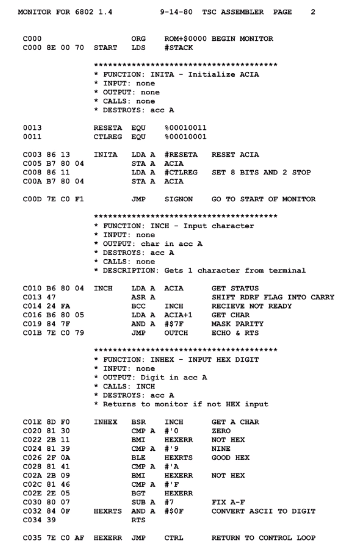 MONITOR FOR 6802 1.4 9-14-80 TSC ASSEMBLER PAGE 2
C000 ORG ROM+$0000 BEGIN MONITOR
C000 8E 00 70 START LDS #STACK
*************************************
* FUNCTION: INITA - Initialize ACIA
* INPUT: none
* OUTPUT: none
* CALLS: none
* DESTROYS: acc A
0013 RESETA EQU %00010011
0011 CTLREG EQU %00010001
C003 86 13 INITA LDA A #RESETA RESET ACIA
C005 B7 80 04 STA A ACIA
C008 86 11 LDA A #CTLREG SET 8 BITS AND 2 STOP
C00A B7 80 04 STA A ACIA
C00D 7E C0 F1 JMP SIGNON GO TO START OF MONITOR
*************************************
* FUNCTION: INCH - Input character
* INPUT: none
* OUTPUT: char in acc A
* DESTROYS: acc A
* CALLS: none
* DESCRIPTION: Gets 1 character from terminal
C010 B6 80 04 INCH LDA A ACIA GET STATUS
C013 47 ASR A SHIFT RDRF FLAG INTO CARRY
C014 24 FA BCC INCH RECIEVE NOT READY
C016 B6 80 05 LDA A ACIA+1 GET CHAR
C019 84 7F AND A #$7F MASK PARITY
C01B 7E C0 79 JMP OUTCH ECHO & RTS
*************************************
* FUNCTION: INHEX - INPUT HEX DIGIT
* INPUT: none
* OUTPUT: Digit in acc A
* CALLS: INCH
* DESTROYS: acc A
* Returns to monitor if not HEX input
C01E 8D F0 INHEX BSR INCH GET A CHAR
C020 81 30 CMP A #'0 ZERO
C022 2B 11 BMI HEXERR NOT HEX
C024 81 39 CMP A #'9 NINE
C026 2F 0A BLE HEXRTS GOOD HEX
C028 81 41 CMP A #'A
C02A 2B 09 BMI HEXERR NOT HEX
C02C 81 46 CMP A #'F
C02E 2E 05 BGT HEXERR
C030 80 07 SUB A #7 FIX A-F
C032 84 0F HEXRTS AND A #$0F CONVERT ASCII TO DIGIT
C034 39 RTS
C035 7E C0 AF HEXERR JMP CTRL RETURN TO CONTROL LOOP